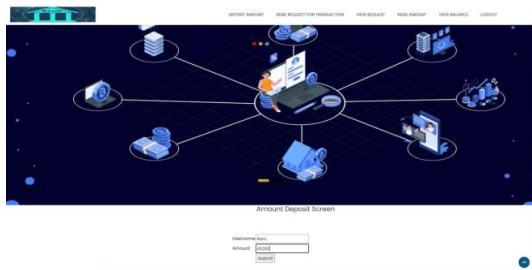 DEPOSIT AMOUNT SEND REQUEST FOR TRANSACTION VIEW REQUEST SEND AMOUNT VIEW BALANCE LOGOUT
Amount Deposit Screen
Username Ram
Amount
Submit